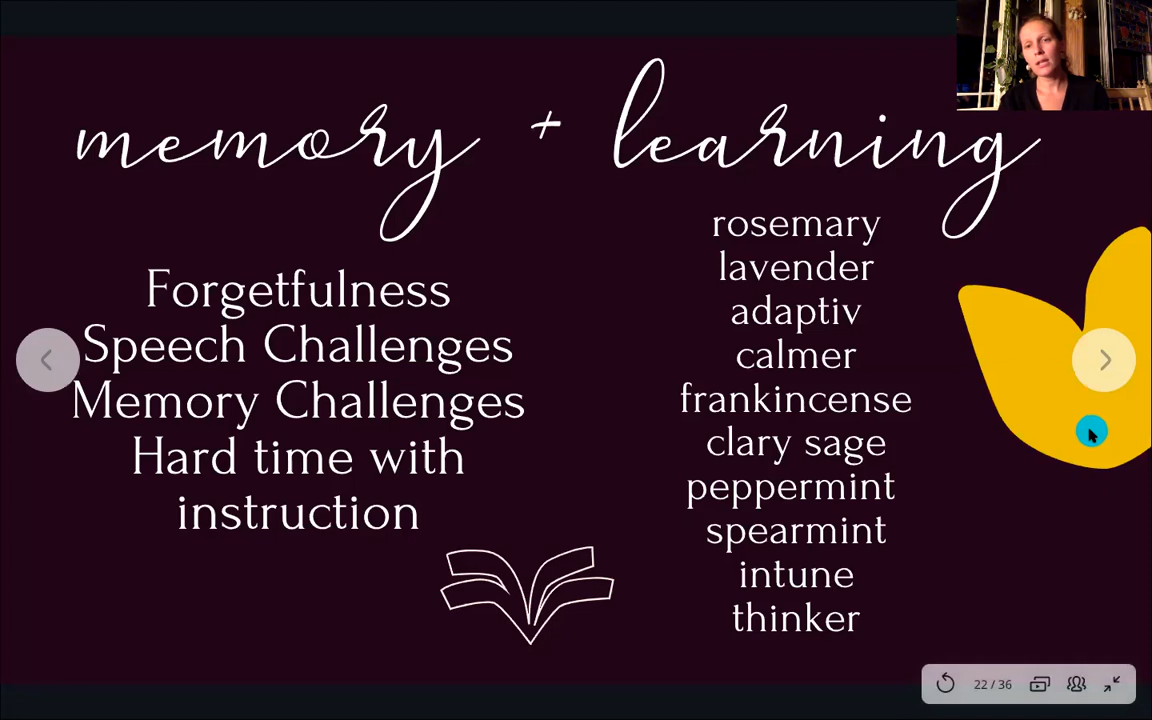 memory + learning
Forgetfulness
Speech Challenges
Memory Challenges
Hard time with
instruction
rosemary
lavender
adaptiv
calmer
frankincense
clary sage
peppermint
spearmint
intune
thinker
22 / 36